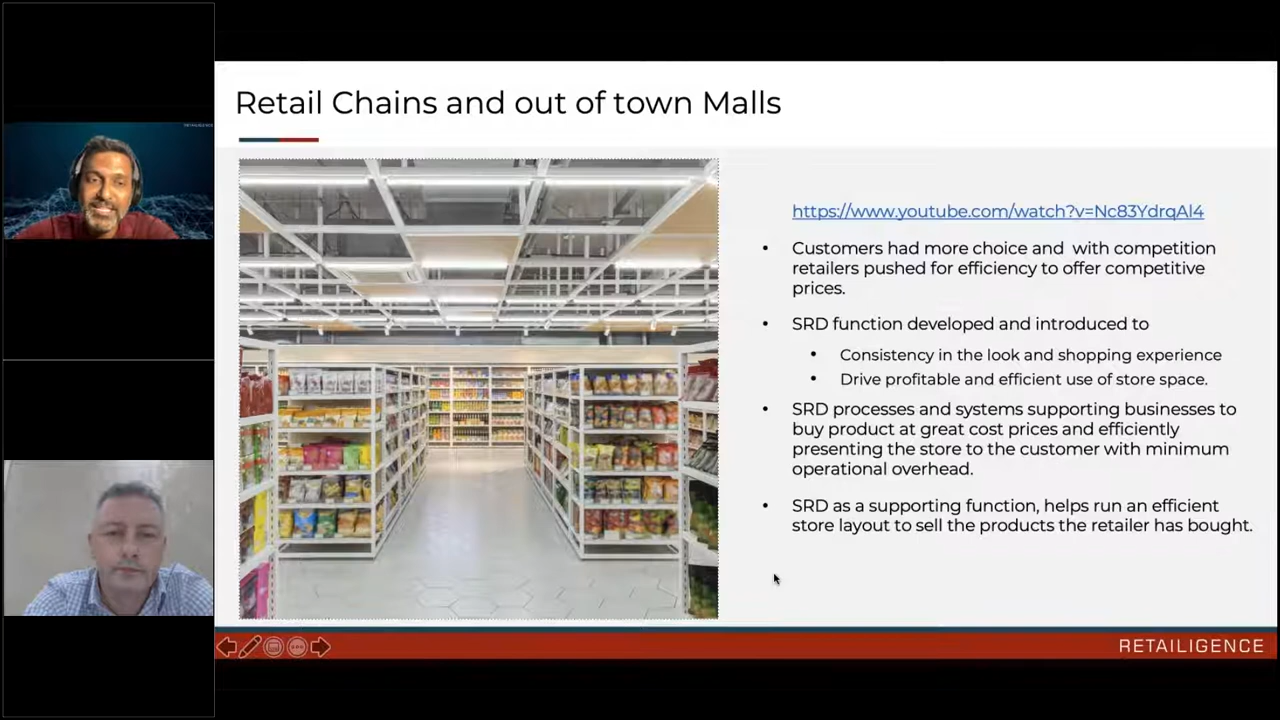 RETAILIGENCE
Retail Chains and out of town Malls
https://www.youtube.com/watch?v=Nc83YdrqAl4
• Customers had more choice and  with competition
retailers pushed for efficiency to offer competitive
prices.
• SRD function developed and introduced to
• Consistency in the look and shopping experience
• Drive profitable and efficient use of store space.
• SRD processes and systems supporting businesses to
buy product at great cost prices and efficiently
presenting the store to the customer with minimum
operational overhead.
• SRD as a supporting function, helps run an efficient
store layout to sell the products the retailer has bought.
RETAILIGENCE